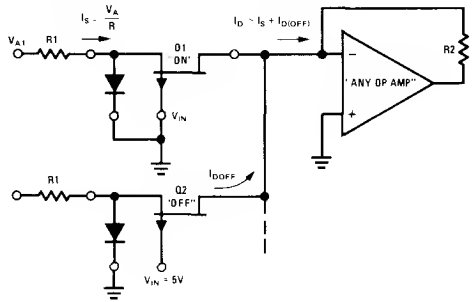 I_S - V_A/R
I_D ~ I_S + I_D(OFF)
V_A1
R1
Q1
"ON"
V_IN
R2
-
"ANY OP AMP"
+
R1
Q2
"OFF"
I_DOFF
V_IN = 5V